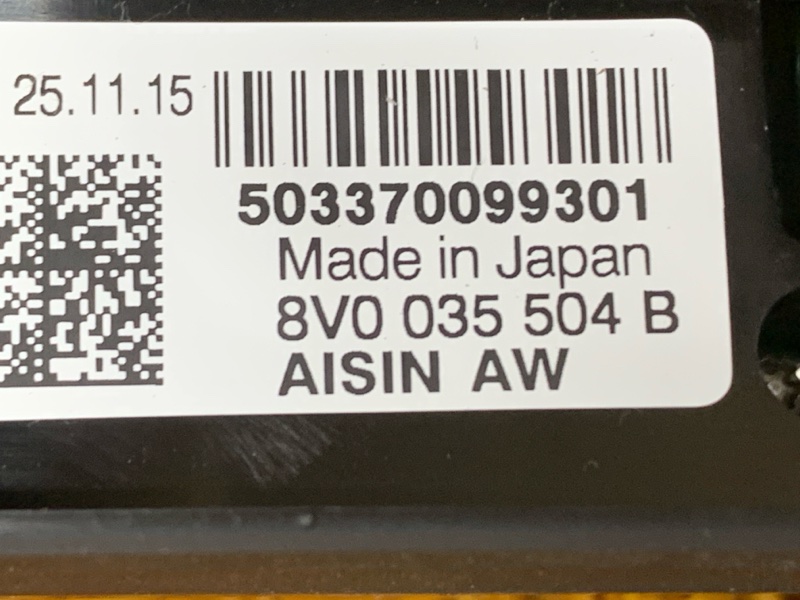 25.11.15
503370099301
Made in Japan
8V0 035 504 B
AISIN AW